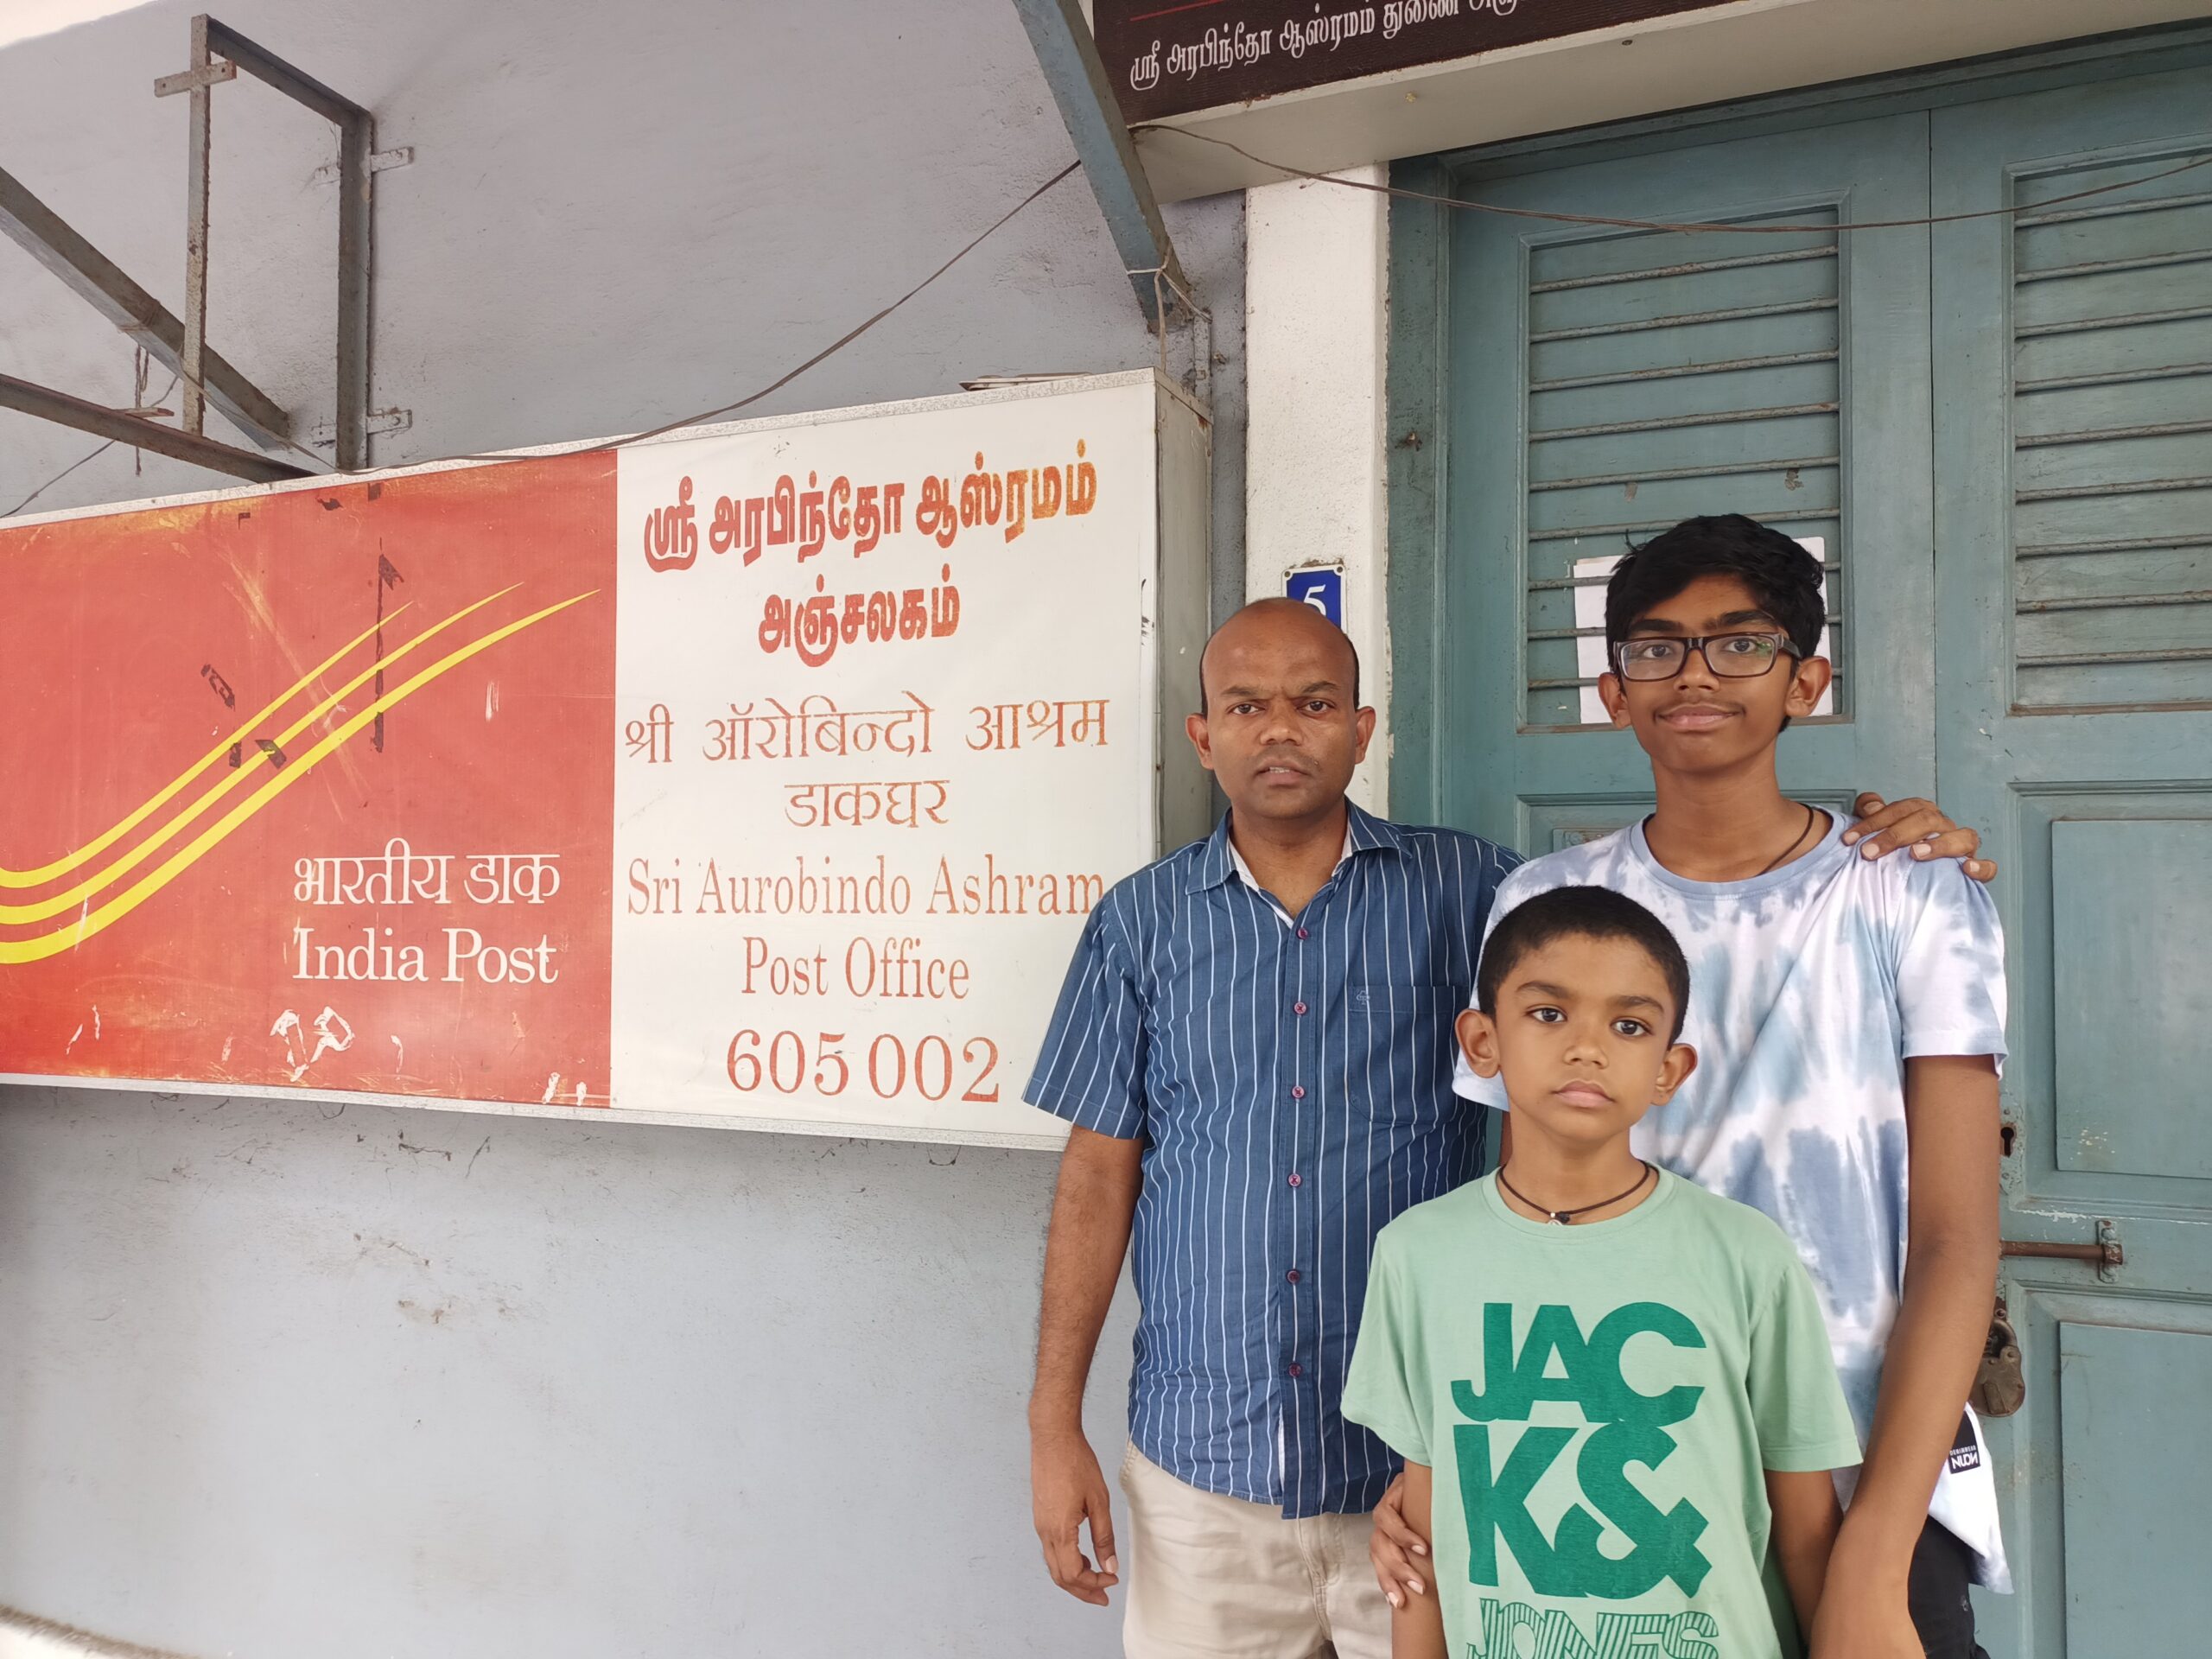 ஸ்ரீ அரபிந்தோ ஆஸ்ரமம் துணை
ஸ்ரீ அரபிந்தோ ஆஸ்ரமம்
அஞ்சலகம்
श्री ऑरोबिन्दो आश्रम
डाकघर
Sri Aurobindo Ashram
Post Office
605 002
भारतीय डाक
India Post
5
JAC
K&
JONES